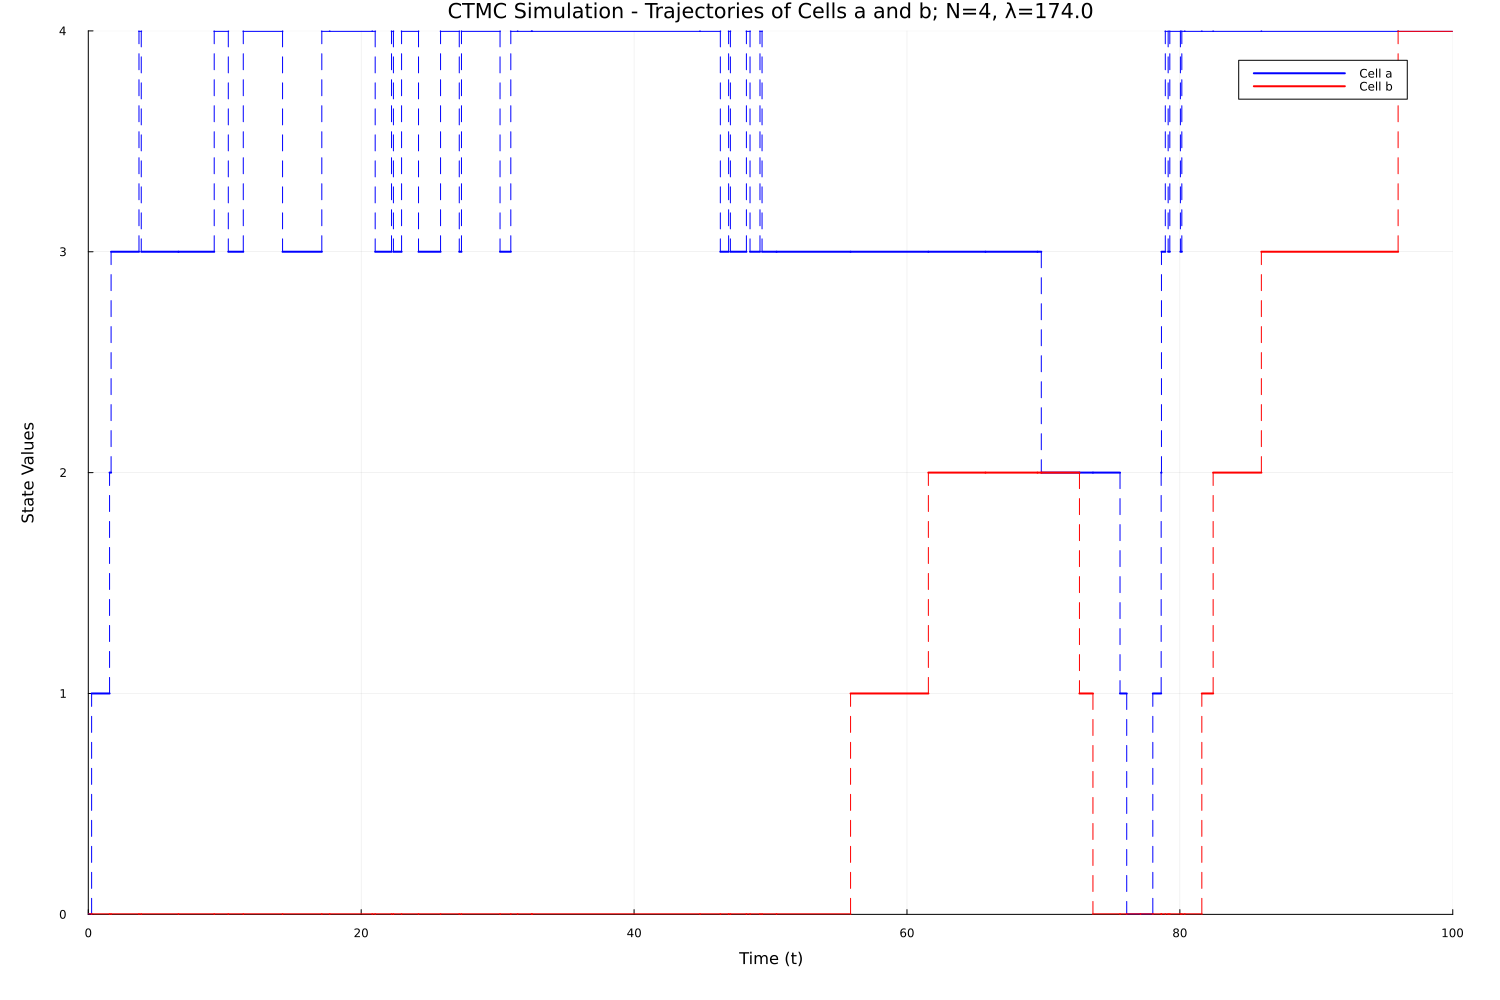 CTMC Simulation - Trajectories of Cells a and b; N=4, λ=174.0
4
Cell a
Cell b
3
State Values
2
1
0
0 20 40 60 80 100
Time (t)